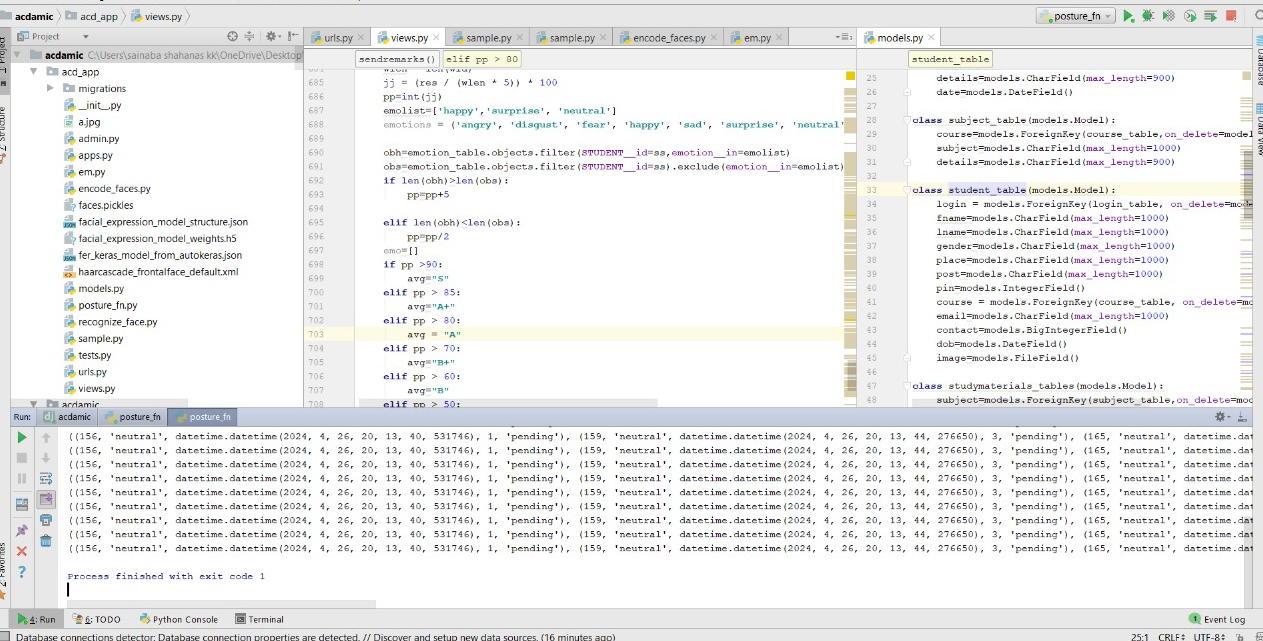 acdamic
acd_app
views.py
posture_fn
Project
acdamic C:\Users\sainaba shahanas kk\OneDrive\Desktop
acd_app
migrations
__init__.py
a.jpg
admin.py
apps.py
em.py
encode_faces.py
faces.pickles
facial_expression_model_structure.json
facial_expression_model_weights.h5
fer_keras_model_from_autokeras.json
haarcascade_frontalface_default.xml
models.py
posture_fn.py
recognize_face.py
sample.py
tests.py
urls.py
views.py
acdamic
urls.py
views.py
sample.py
sample.py
encode_faces.py
em.py
sendremarks()
elif pp > 80
685 jj = (res / (wlen * 5)) * 100
686 pp=int(jj)
687 emolist=['happy','surprise', 'neutral']
688 emotions = ('angry', 'disgust', 'fear', 'happy', 'sad', 'surprise', 'neutral'
689
690 obh=emotion_table.objects.filter(STUDENT__id=ss,emotion__in=emolist)
691 obs=emotion_table.objects.filter(STUDENT__id=ss).exclude(emotion__in=emolist)
692 if len(obh)>len(obs):
693 pp=pp+5
694
695 elif len(obh)<len(obs):
696 pp=pp/2
697 emo=[]
698 if pp >90:
699 avg="S"
700 elif pp > 85:
701 avg="A+"
702 elif pp > 80:
703 avg = "A"
704 elif pp > 70:
705 avg="B+"
706 elif pp > 60:
707 avg="B"
708 elif pp > 50:
models.py
student_table
25 details=models.CharField(max_length=900)
26 date=models.DateField()
27
28 class subject_table(models.Model):
29 course=models.ForeignKey(course_table,on_delete=model
30 subject=models.CharField(max_length=1000)
31 details=models.CharField(max_length=900)
32
33 class student_table(models.Model):
34 login = models.ForeignKey(login_table, on_delete=mod
35 fname=models.CharField(max_length=1000)
36 lname=models.CharField(max_length=1000)
37 gender=models.CharField(max_length=1000)
38 place=models.CharField(max_length=1000)
39 post=models.CharField(max_length=1000)
40 pin=models.IntegerField()
41 course = models.ForeignKey(course_table, on_delete=mo
42 email=models.CharField(max_length=1000)
43 contact=models.BigIntegerField()
44 dob=models.DateField()
45 image=models.FileField()
46
47 class studymaterials_tables(models.Model):
48 subject=models.ForeignKey(subject_table,on_delete=mo
Run: acdamic posture_fn posture_fn
((156, 'neutral', datetime.datetime(2024, 4, 26, 20, 13, 40, 531746), 1, 'pending'), (159, 'neutral', datetime.datetime(2024, 4, 26, 20, 13, 44, 276650), 3, 'pending'), (165, 'neutral', datetime.dat
((156, 'neutral', datetime.datetime(2024, 4, 26, 20, 13, 40, 531746), 1, 'pending'), (159, 'neutral', datetime.datetime(2024, 4, 26, 20, 13, 44, 276650), 3, 'pending'), (165, 'neutral', datetime.dat
((156, 'neutral', datetime.datetime(2024, 4, 26, 20, 13, 40, 531746), 1, 'pending'), (159, 'neutral', datetime.datetime(2024, 4, 26, 20, 13, 44, 276650), 3, 'pending'), (165, 'neutral', datetime.dat
((156, 'neutral', datetime.datetime(2024, 4, 26, 20, 13, 40, 531746), 1, 'pending'), (159, 'neutral', datetime.datetime(2024, 4, 26, 20, 13, 44, 276650), 3, 'pending'), (165, 'neutral', datetime.dat
((156, 'neutral', datetime.datetime(2024, 4, 26, 20, 13, 40, 531746), 1, 'pending'), (159, 'neutral', datetime.datetime(2024, 4, 26, 20, 13, 44, 276650), 3, 'pending'), (165, 'neutral', datetime.dat
((156, 'neutral', datetime.datetime(2024, 4, 26, 20, 13, 40, 531746), 1, 'pending'), (159, 'neutral', datetime.datetime(2024, 4, 26, 20, 13, 44, 276650), 3, 'pending'), (165, 'neutral', datetime.dat
((156, 'neutral', datetime.datetime(2024, 4, 26, 20, 13, 40, 531746), 1, 'pending'), (159, 'neutral', datetime.datetime(2024, 4, 26, 20, 13, 44, 276650), 3, 'pending'), (165, 'neutral', datetime.dat
((156, 'neutral', datetime.datetime(2024, 4, 26, 20, 13, 40, 531746), 1, 'pending'), (159, 'neutral', datetime.datetime(2024, 4, 26, 20, 13, 44, 276650), 3, 'pending'), (165, 'neutral', datetime.dat
((156, 'neutral', datetime.datetime(2024, 4, 26, 20, 13, 40, 531746), 1, 'pending'), (159, 'neutral', datetime.datetime(2024, 4, 26, 20, 13, 44, 276650), 3, 'pending'), (165, 'neutral', datetime.dat
Process finished with exit code 1
4: Run 6: TODO Python Console Terminal
1 Event Log
Database connections detector: Database connection properties are detected. // Discover and setup new data sources. (16 minutes ago)
25:1 CRLF UTF-8
Database
Data View
Project
Z: Structure
2: Favorites